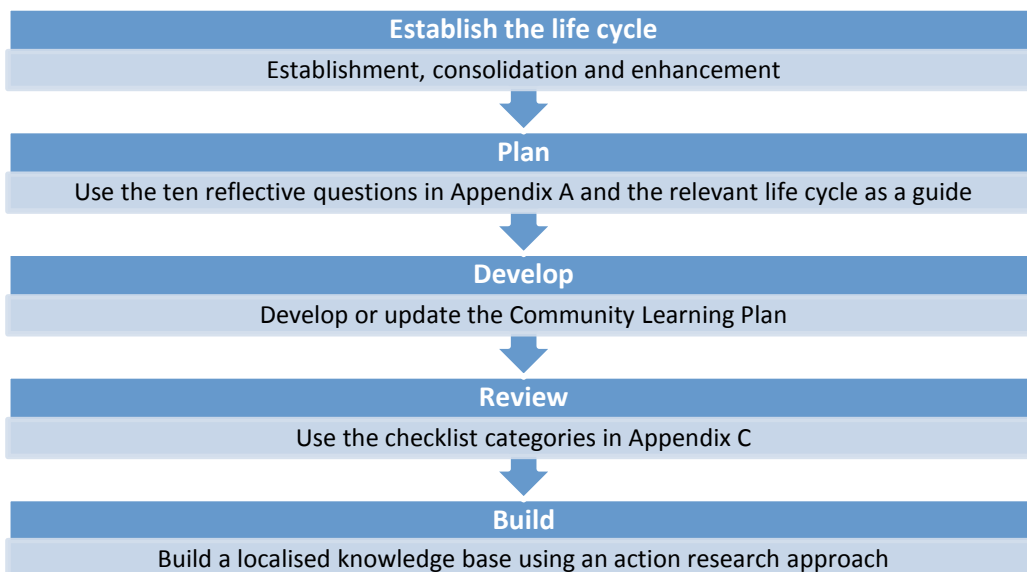 Establish the life cycle
Establishment, consolidation and enhancement
Plan
Use the ten reflective questions in Appendix A and the relevant life cycle as a guide
Develop
Develop or update the Community Learning Plan
Review
Use the checklist categories in Appendix C
Build
Build a localised knowledge base using an action research approach